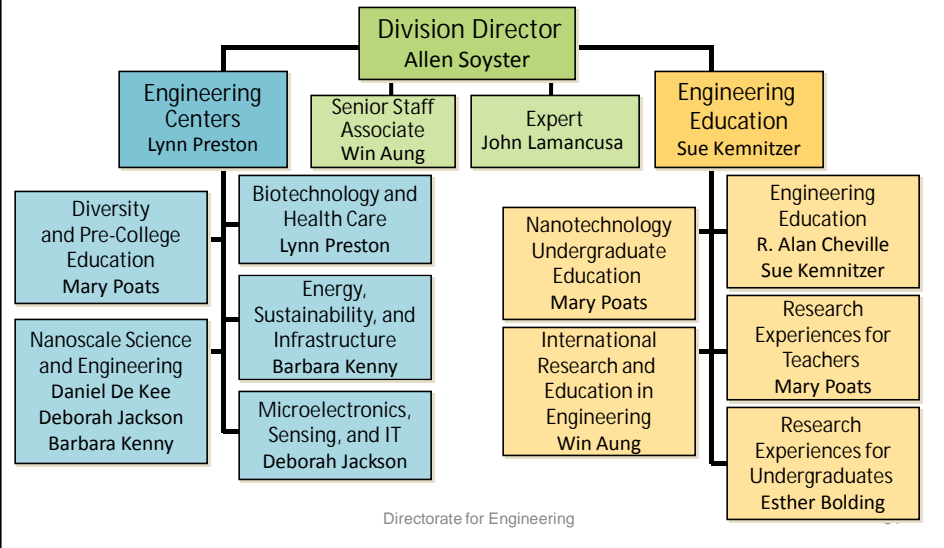 Division Director
Allen Soyster
Engineering
Centers
Lynn Preston
Senior Staff
Associate
Win Aung
Expert
John Lamancusa
Engineering
Education
Sue Kemnitzer
Diversity
and Pre-College
Education
Mary Poats
Biotechnology and
Health Care
Lynn Preston
Nanoscale Science
and Engineering
Daniel De Kee
Deborah Jackson
Barbara Kenny
Energy,
Sustainability, and
Infrastructure
Barbara Kenny
Microelectronics,
Sensing, and IT
Deborah Jackson
Nanotechnology
Undergraduate
Education
Mary Poats
Engineering
Education
R. Alan Cheville
Sue Kemnitzer
International
Research and
Education in
Engineering
Win Aung
Research
Experiences for
Teachers
Mary Poats
Research
Experiences for
Undergraduates
Esther Bolding
Directorate for Engineering